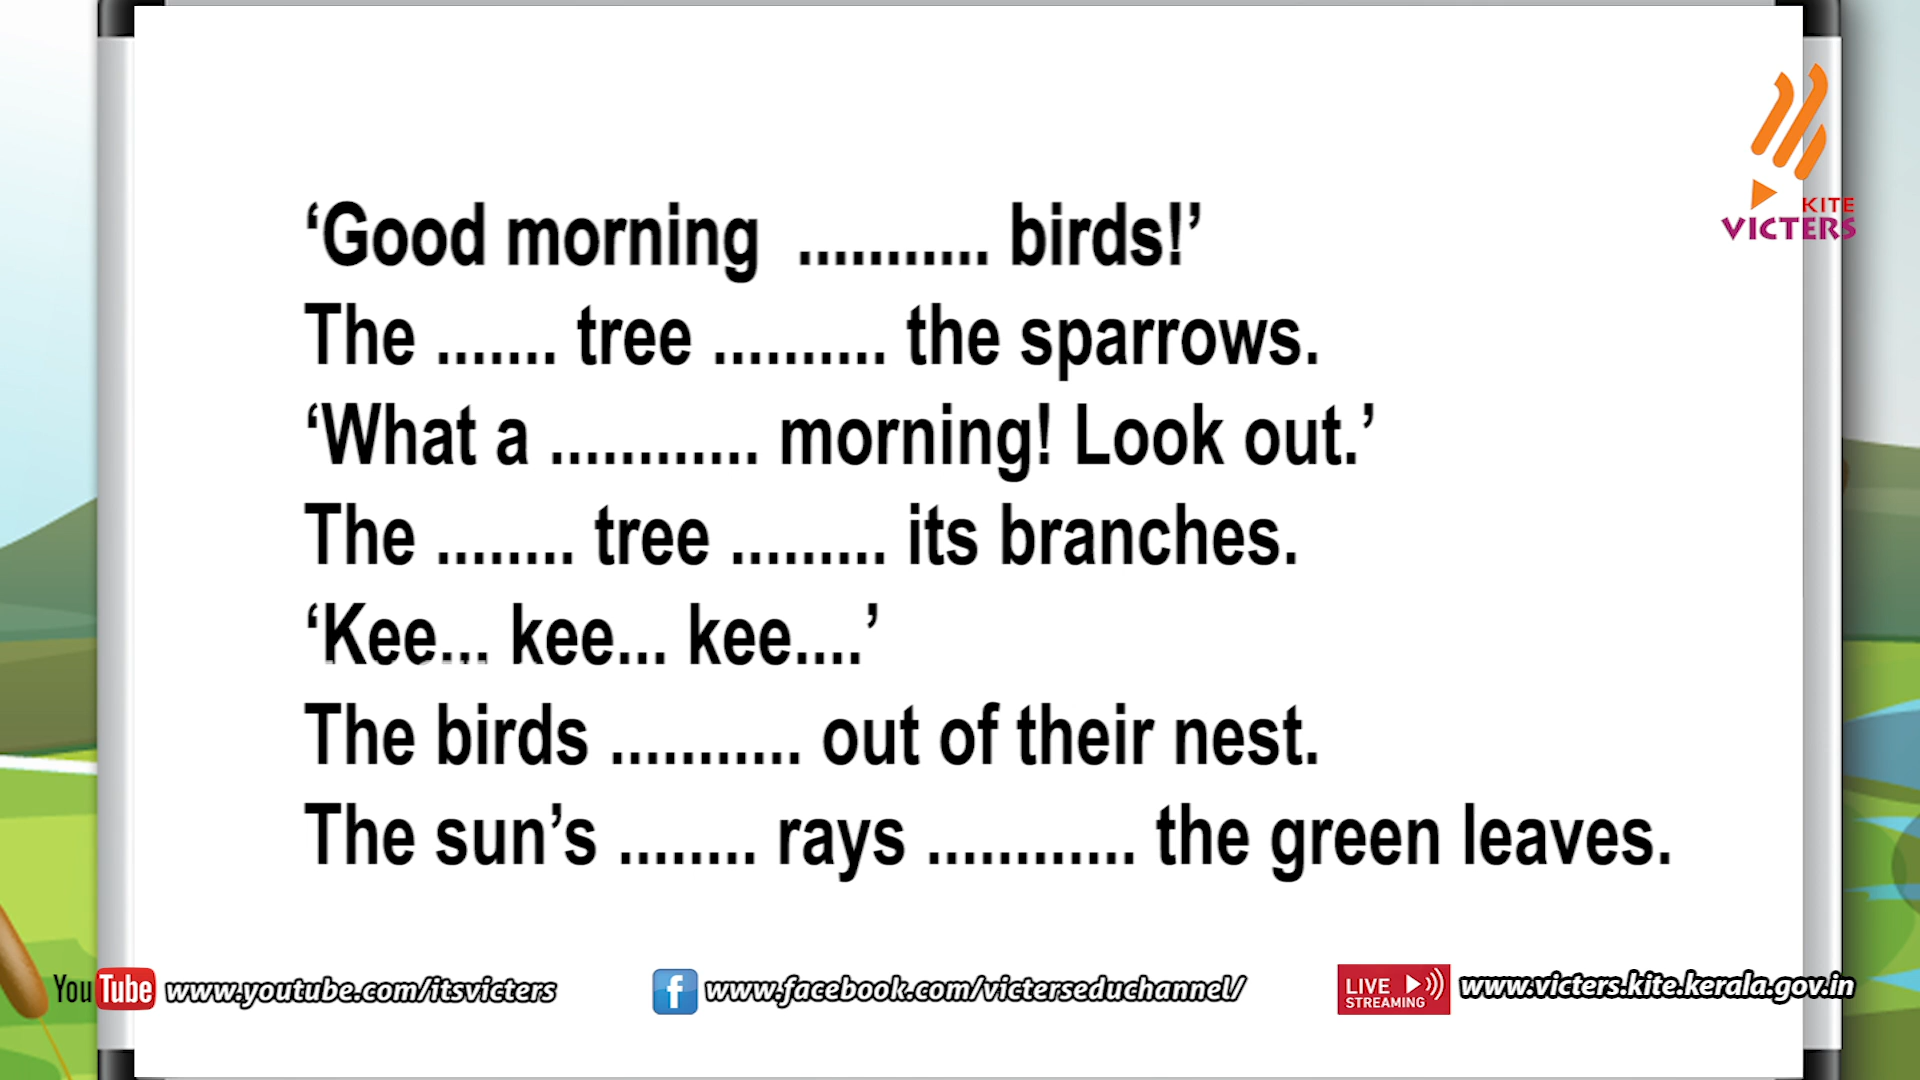 ‘Good morning ........... birds!’
The ....... tree .......... the sparrows.
‘What a ............ morning! Look out.’
The ........ tree ......... its branches.
‘Kee... kee... kee....’
The birds ........... out of their nest.
The sun’s ........ rays ............ the green leaves.
KITE
VICTERS
YouTube www.youtube.com/itsvicters
f www.facebook.com/victerseduchannel/
LIVE STREAMING www.victers.kite.kerala.gov.in